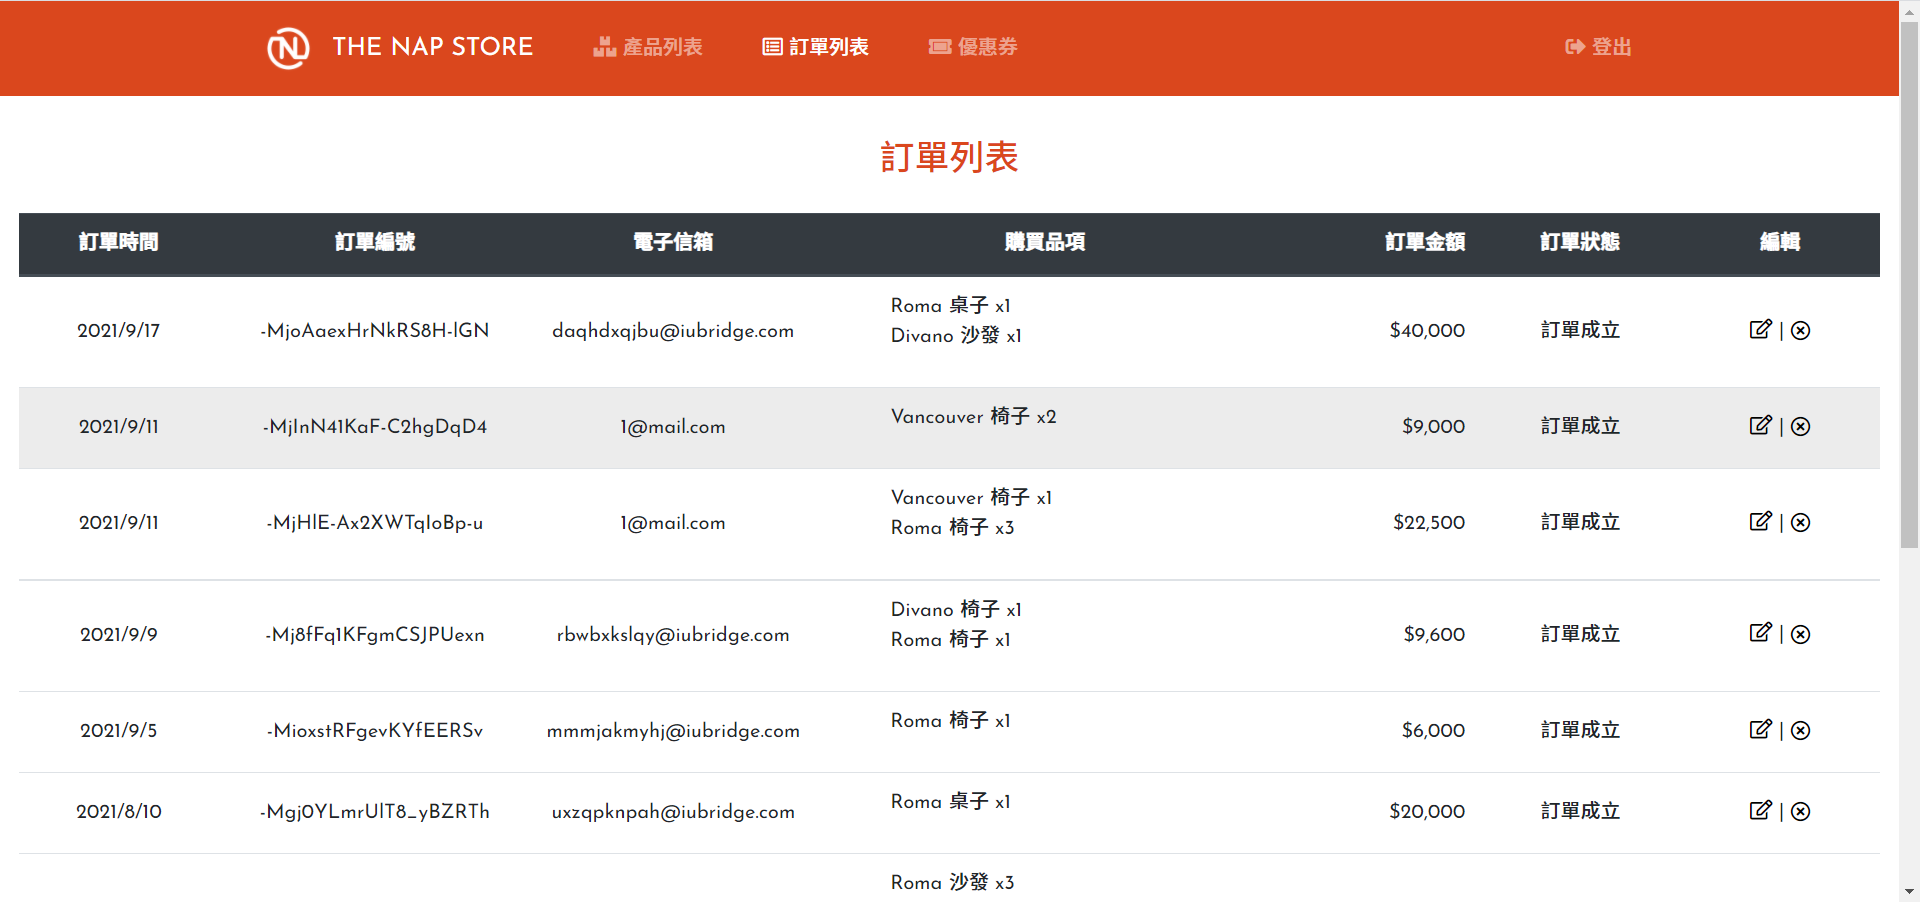 THE NAP STORE 產品列表 訂單列表 優惠券 登出
訂單列表
訂單時間 訂單編號 電子信箱 購買品項 訂單金額 訂單狀態 編輯
2021/9/17 -MjoAaexHrNkRS8H-lGN daqhdxqjbu@iubridge.com Roma 桌子 x1 $40,000 訂單成立 |
Divano 沙發 x1
2021/9/11 -MjInN41KaF-C2hgDqD4 1@mail.com Vancouver 椅子 x2 $9,000 訂單成立 |
2021/9/11 -MjHlE-Ax2XWTqIoBp-u 1@mail.com Vancouver 椅子 x1 $22,500 訂單成立 |
Roma 椅子 x3
2021/9/9 -Mj8fFq1KFgmCSJPUexn rbwbxkslqy@iubridge.com Divano 椅子 x1 $9,600 訂單成立 |
Roma 椅子 x1
2021/9/5 -MioxstRFgevKYfEERSv mmmjakmyhj@iubridge.com Roma 椅子 x1 $6,000 訂單成立 |
2021/8/10 -Mgj0YLmrUlT8_yBZRTh uxzqpknpah@iubridge.com Roma 桌子 x1 $20,000 訂單成立 |
Roma 沙發 x3